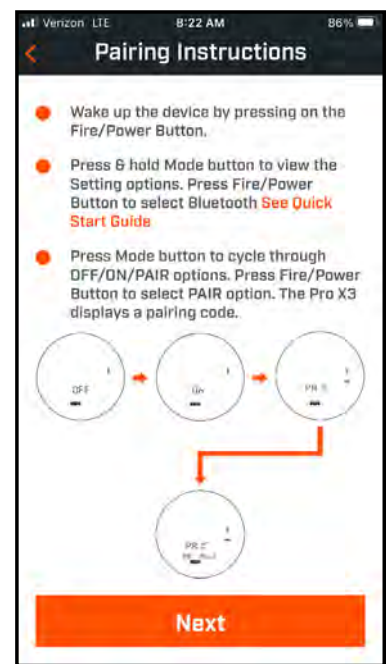 Verizon LTE 8:22 AM 86%
Pairing Instructions
Wake up the device by pressing on the
Fire/Power Button.
Press & hold Mode button to view the
Setting options. Press Fire/Power
Button to select Bluetooth See Quick
Start Guide
Press Mode button to cycle through
OFF/ON/PAIR options. Press Fire/Power
Button to select PAIR option. The Pro X3
displays a pairing code.
OFF
Next